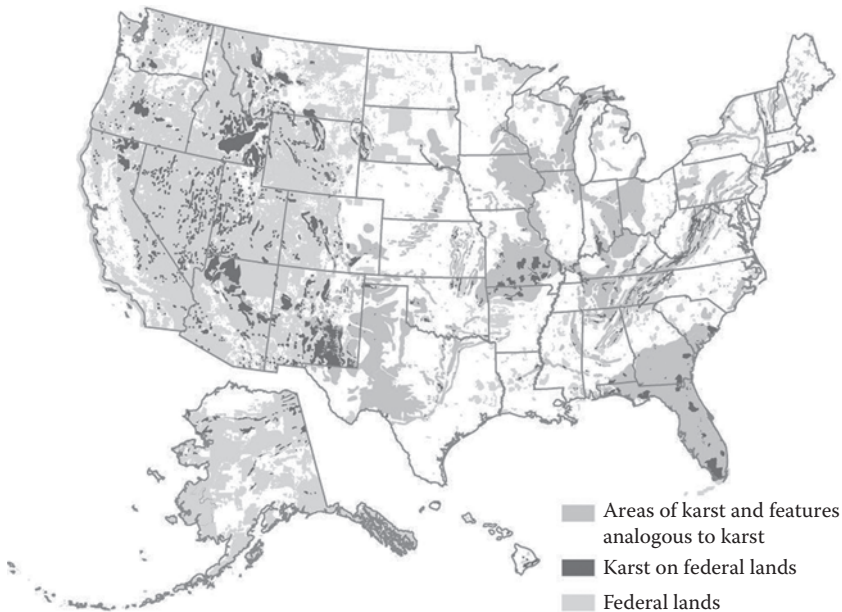 Areas of karst and features
analogous to karst
Karst on federal lands
Federal lands